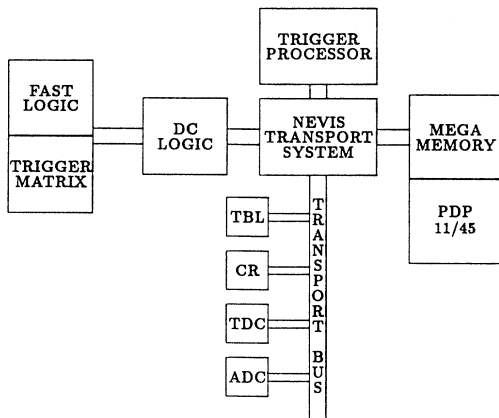 TRIGGER
PROCESSOR
FAST
LOGIC
TRIGGER
MATRIX
DC
LOGIC
NEVIS
TRANSPORT
SYSTEM
MEGA
MEMORY
PDP
11/45
TBL
CR
TDC
ADC
TRANSPORT BUS